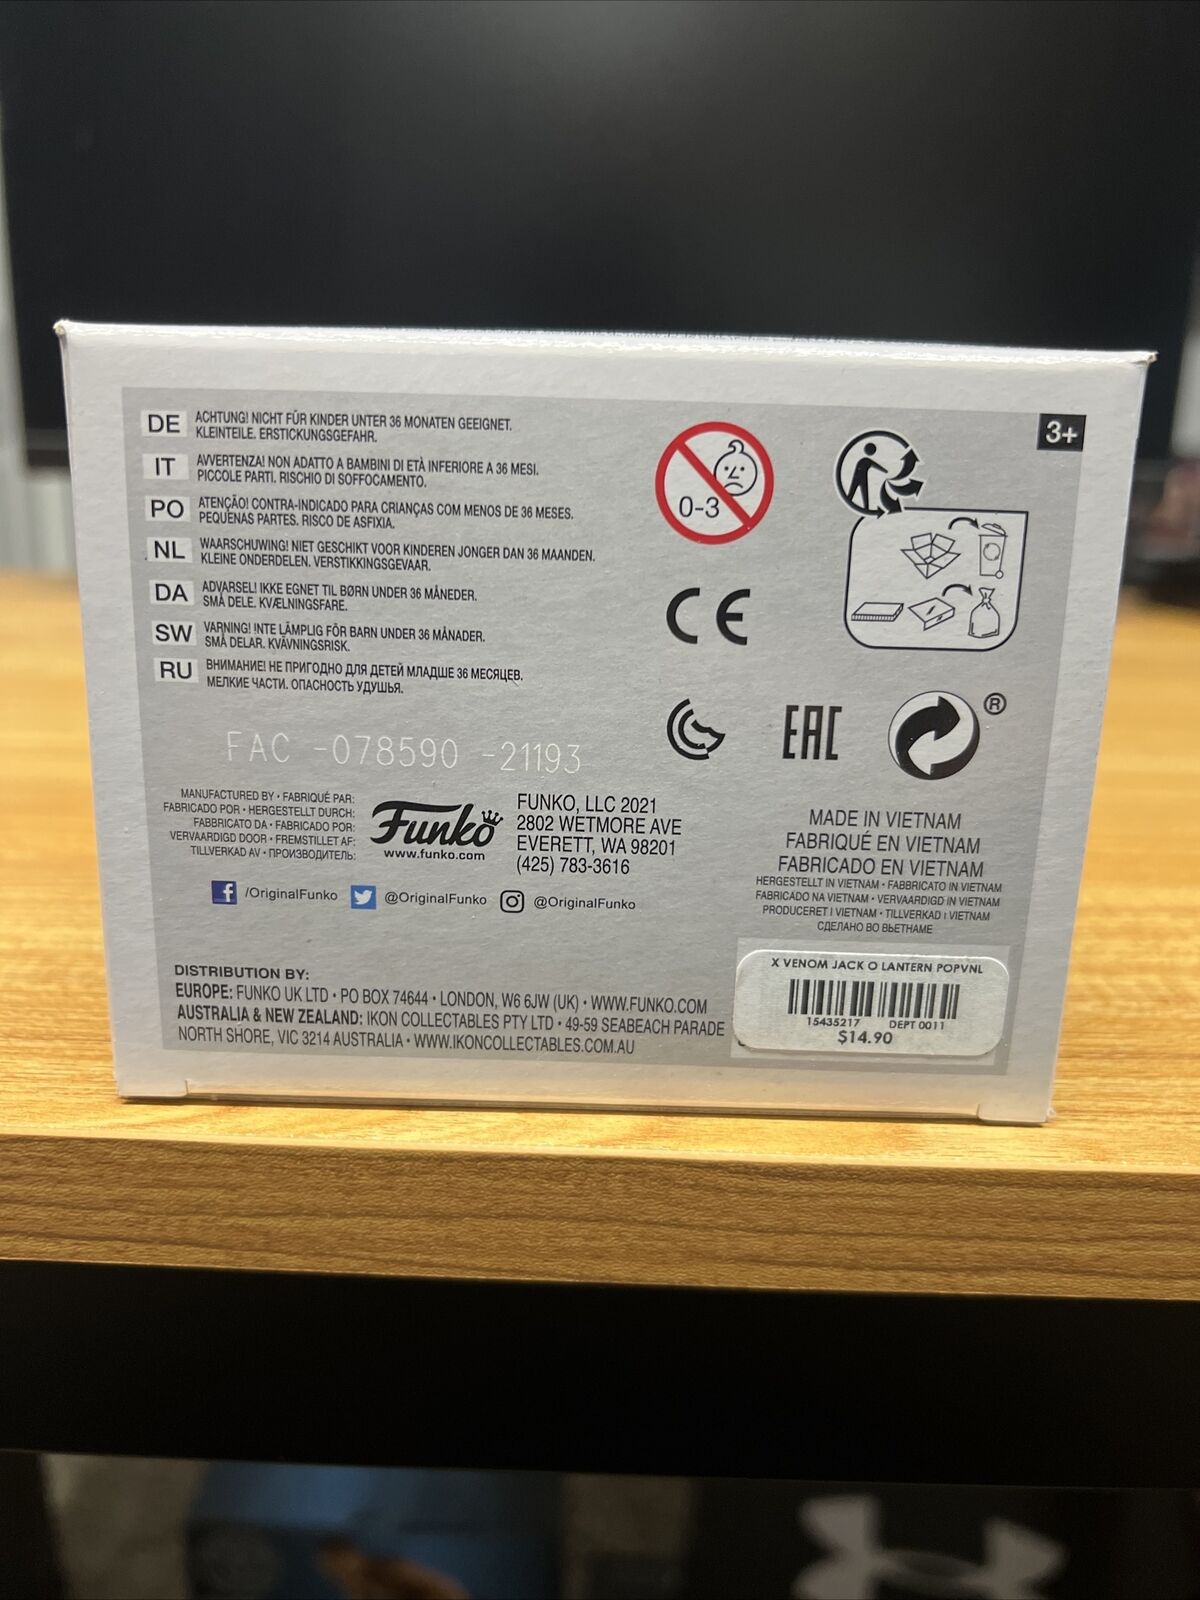 DE ACHTUNG! NICHT FÜR KINDER UNTER 36 MONATEN GEEIGNET.
KLEINTEILE. ERSTICKUNGSGEFAHR.
IT AVVERTENZA! NON ADATTO A BAMBINI DI ETÀ INFERIORE A 36 MESI.
PICCOLE PARTI. RISCHIO DI SOFFOCAMENTO.
PO ATENÇÃO! CONTRA-INDICADO PARA CRIANÇAS COM MENOS DE 36 MESES.
PEQUENAS PARTES. RISCO DE ASFIXIA.
NL WAARSCHUWING! NIET GESCHIKT VOOR KINDEREN JONGER DAN 36 MAANDEN.
KLEINE ONDERDELEN. VERSTIKKINGSGEVAAR.
DA ADVARSEL! IKKE EGNET TIL BØRN UNDER 36 MÅNEDER.
SMÅ DELE. KVÆLNINGSFARE.
SW VARNING! INTE LÄMPLIG FÖR BARN UNDER 36 MÅNADER.
SMÅ DELAR. KVÄVNINGSRISK.
RU ВНИМАНИЕ! НЕ ПРИГОДНО ДЛЯ ДЕТЕЙ МЛАДШЕ 36 МЕСЯЦЕВ.
МЕЛКИЕ ЧАСТИ. ОПАСНОСТЬ УДУШЬЯ.
0-3
3+
CE
EAC
®
FAC -078590 -21193
MANUFACTURED BY • FABRIQUÉ PAR:
FABRICADO POR • HERGESTELLT DURCH:
FABBRICATO DA • FABRICADO POR:
VERVAARDIGD DOOR • FREMSTILLET AF:
TILLVERKAD AV • ПРОИЗВОДИТЕЛЬ:
Funko
www.funko.com
FUNKO, LLC 2021
2802 WETMORE AVE
EVERETT, WA 98201
(425) 783-3616
/OriginalFunko @OriginalFunko @OriginalFunko
MADE IN VIETNAM
FABRIQUÉ EN VIETNAM
FABRICADO EN VIETNAM
HERGESTELLT IN VIETNAM • FABBRICATO IN VIETNAM
FABRICADO NA VIETNAM • VERVAARDIGD IN VIETNAM
PRODUCERET I VIETNAM • TILLVERKAD I VIETNAM
СДЕЛАНО ВО ВЬЕТНАМЕ
DISTRIBUTION BY:
EUROPE: FUNKO UK LTD • PO BOX 74644 • LONDON, W6 6JW (UK) • WWW.FUNKO.COM
AUSTRALIA & NEW ZEALAND: IKON COLLECTABLES PTY LTD • 49-59 SEABEACH PARADE
NORTH SHORE, VIC 3214 AUSTRALIA • WWW.IKONCOLLECTABLES.COM.AU
X VENOM JACK O LANTERN POPVNL
15435217 DEPT 0011
$14.90